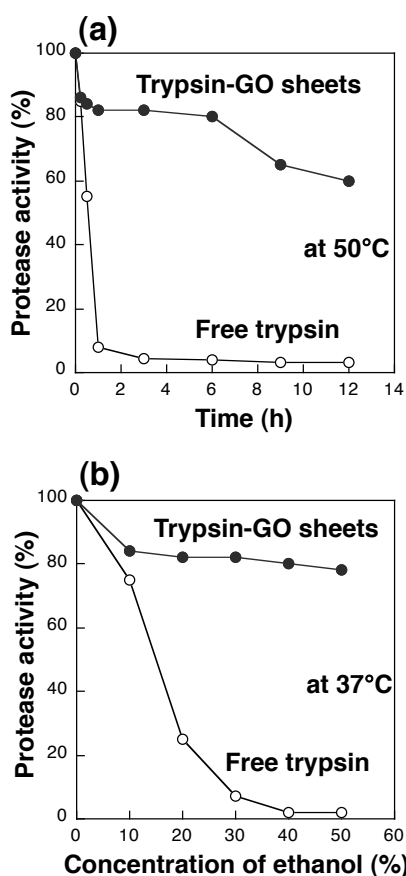 (a)
100
Trypsin-GO sheets
80
60
40
at 50°C
20
Free trypsin
0
0 2 4 6 8 10 12 14
Time (h)
Protease activity (%)
(b)
100
Trypsin-GO sheets
80
60
at 37°C
40
20
Free trypsin
0
0 10 20 30 40 50 60
Concentration of ethanol (%)
Protease activity (%)